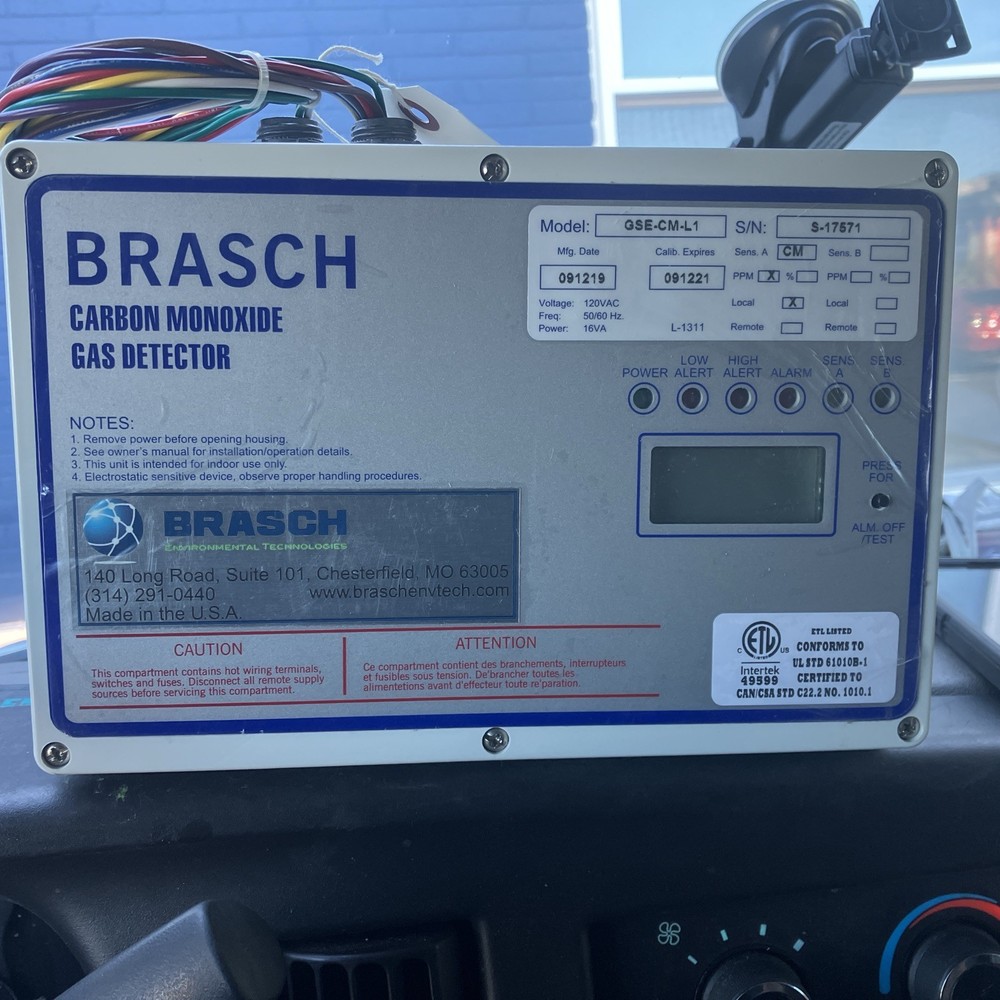 BRASCH
CARBON MONOXIDE
GAS DETECTOR
Model: GSE-CM-L1 S/N: S-17571
Mfg. Date Calib. Expires Sens. A CM Sens. B
091219 091221 PPM X % PPM %
Voltage: 120VAC Local X Local
Freq: 50/60 Hz.
Power: 16VA L-1311 Remote Remote
POWER LOW ALERT HIGH ALERT ALARM SENS. A SENS. B
PRESS
FOR
ALM. OFF
/TEST
NOTES:
1. Remove power before opening housing.
2. See owner's manual for installation/operation details.
3. This unit is intended for indoor use only.
4. Electrostatic sensitive device, observe proper handling procedures.
BRASCH
ENVIRONMENTAL TECHNOLOGIES
140 Long Road, Suite 101, Chesterfield, MO 63005
(314) 291-0440 www.braschenvtech.com
Made in the U.S.A.
CAUTION
This compartment contains hot wiring terminals,
switches and fuses. Disconnect all remote supply
sources before servicing this compartment.
ATTENTION
Ce compartiment contient des branchements, interrupteurs
et fusibles sous tension. De'brancher toutes les
alimentetions avant d'effecteur toute re'paration.
C ETL US
Intertek
49599
ETL LISTED
CONFORMS TO
UL STD 61010B-1
CERTIFIED TO
CAN/CSA STD C22.2 NO. 1010.1